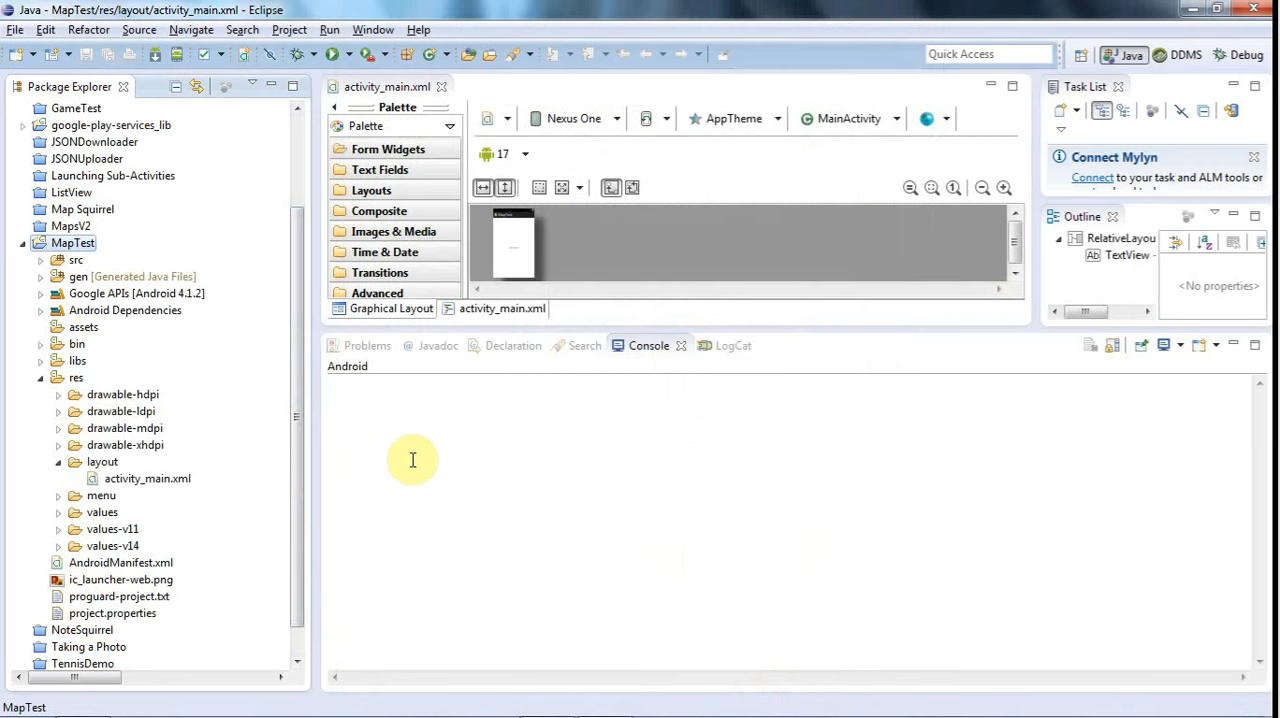 Java - MapTest/res/layout/activity_main.xml - Eclipse
File Edit Refactor Source Navigate Search Project Run Window Help
Quick Access
Java
DDMS
Debug
Package Explorer
GameTest
google-play-services_lib
JSONDownloader
JSONUploader
Launching Sub-Activities
ListView
Map Squirrel
MapsV2
MapTest
src
gen [Generated Java Files]
Google APIs [Android 4.1.2]
Android Dependencies
assets
bin
libs
res
drawable-hdpi
drawable-ldpi
drawable-mdpi
drawable-xhdpi
layout
activity_main.xml
menu
values
values-v11
values-v14
AndroidManifest.xml
ic_launcher-web.png
proguard-project.txt
project.properties
NoteSquirrel
Taking a Photo
TennisDemo
activity_main.xml
Palette
Palette
Form Widgets
Text Fields
Layouts
Composite
Images & Media
Time & Date
Transitions
Advanced
Nexus One
AppTheme
MainActivity
17
MapTest
Graphical Layout
activity_main.xml
Task List
Connect Mylyn
Connect to your task and ALM tools or
Outline
RelativeLayou
Ab TextView
<No properties>
Problems
@ Javadoc
Declaration
Search
Console
LogCat
Android
MapTest